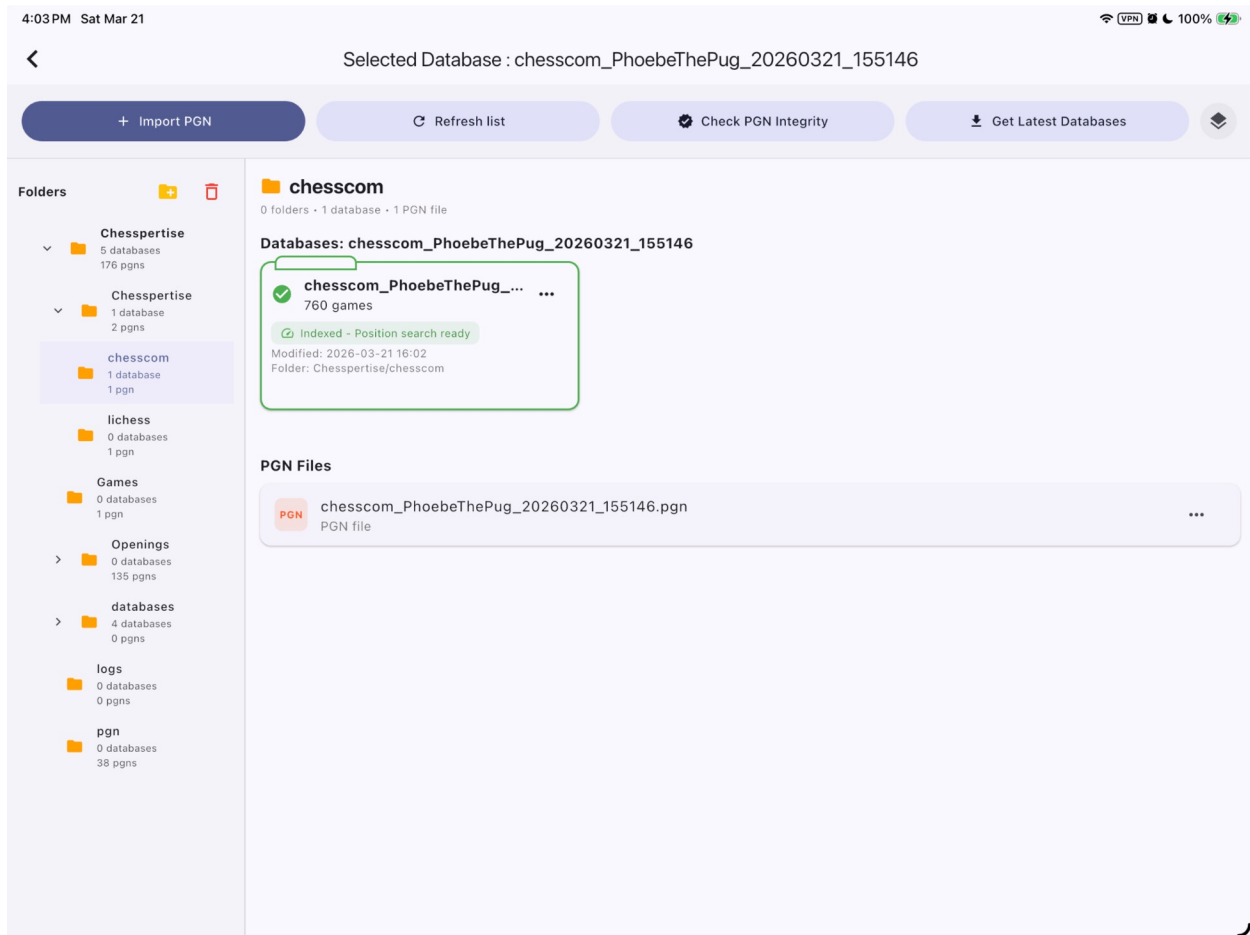 4:03 PM Sat Mar 21
VPN 100%
Selected Database : chesscom_PhoebeThePug_20260321_155146
+ Import PGN
Refresh list
Check PGN Integrity
Get Latest Databases
Folders
Chesspertise
5 databases
176 pgns
Chesspertise
1 database
2 pgns
chesscom
1 database
1 pgn
lichess
0 databases
1 pgn
Games
0 databases
1 pgn
Openings
0 databases
135 pgns
databases
4 databases
0 pgns
logs
0 databases
0 pgns
pgn
0 databases
38 pgns
chesscom
0 folders • 1 database • 1 PGN file
Databases: chesscom_PhoebeThePug_20260321_155146
chesscom_PhoebeThePug_...
760 games
Indexed - Position search ready
Modified: 2026-03-21 16:02
Folder: Chesspertise/chesscom
PGN Files
PGN
chesscom_PhoebeThePug_20260321_155146.pgn
PGN file